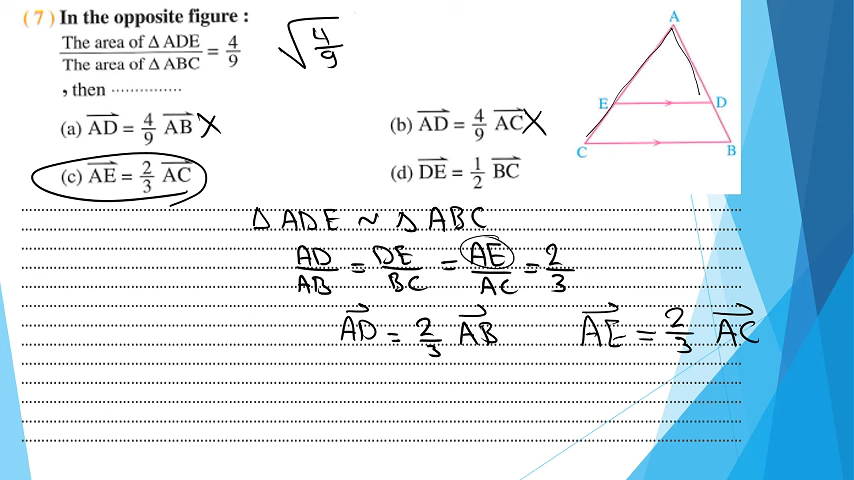 ( 7 ) In the opposite figure :
The area of Δ ADE / The area of Δ ABC = 4/9
√4/9
, then ...............
(a) AD = 4/9 AB X
(b) AD = 4/9 AC X
(c) AE = 2/3 AC
(d) DE = 1/2 BC
A
E
D
C
B
Δ ADE ~ Δ ABC
AD/AB = DE/BC = AE/AC = 2/3
AD = 2/3 AB
AE = 2/3 AC